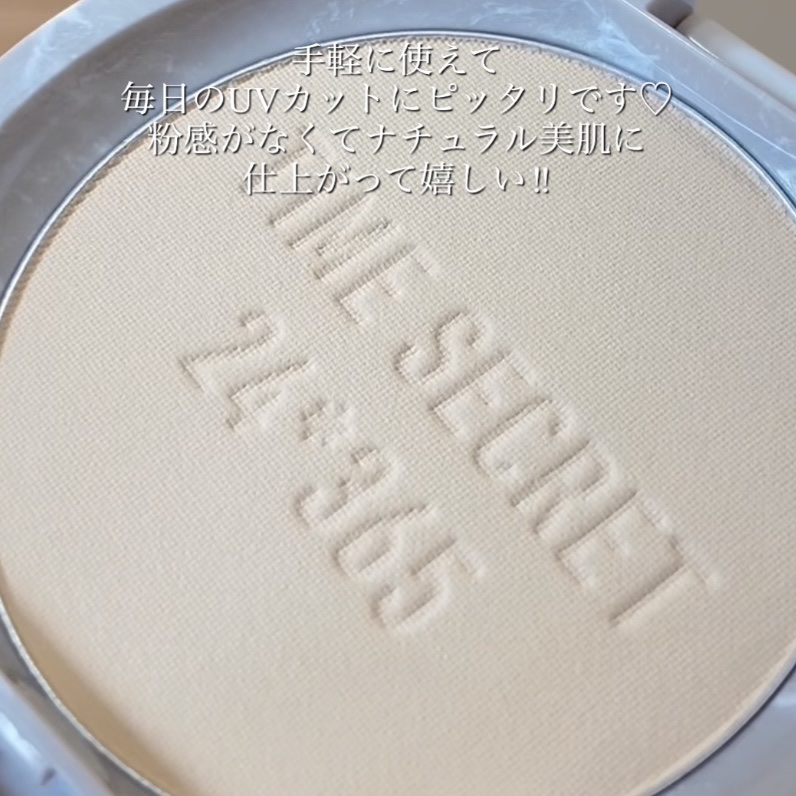 手軽に使えて
毎日のUVカットにピッタリです♡
粉感がなくてナチュラル美肌に
仕上がって嬉しい‼
TIME SECRET
24*365